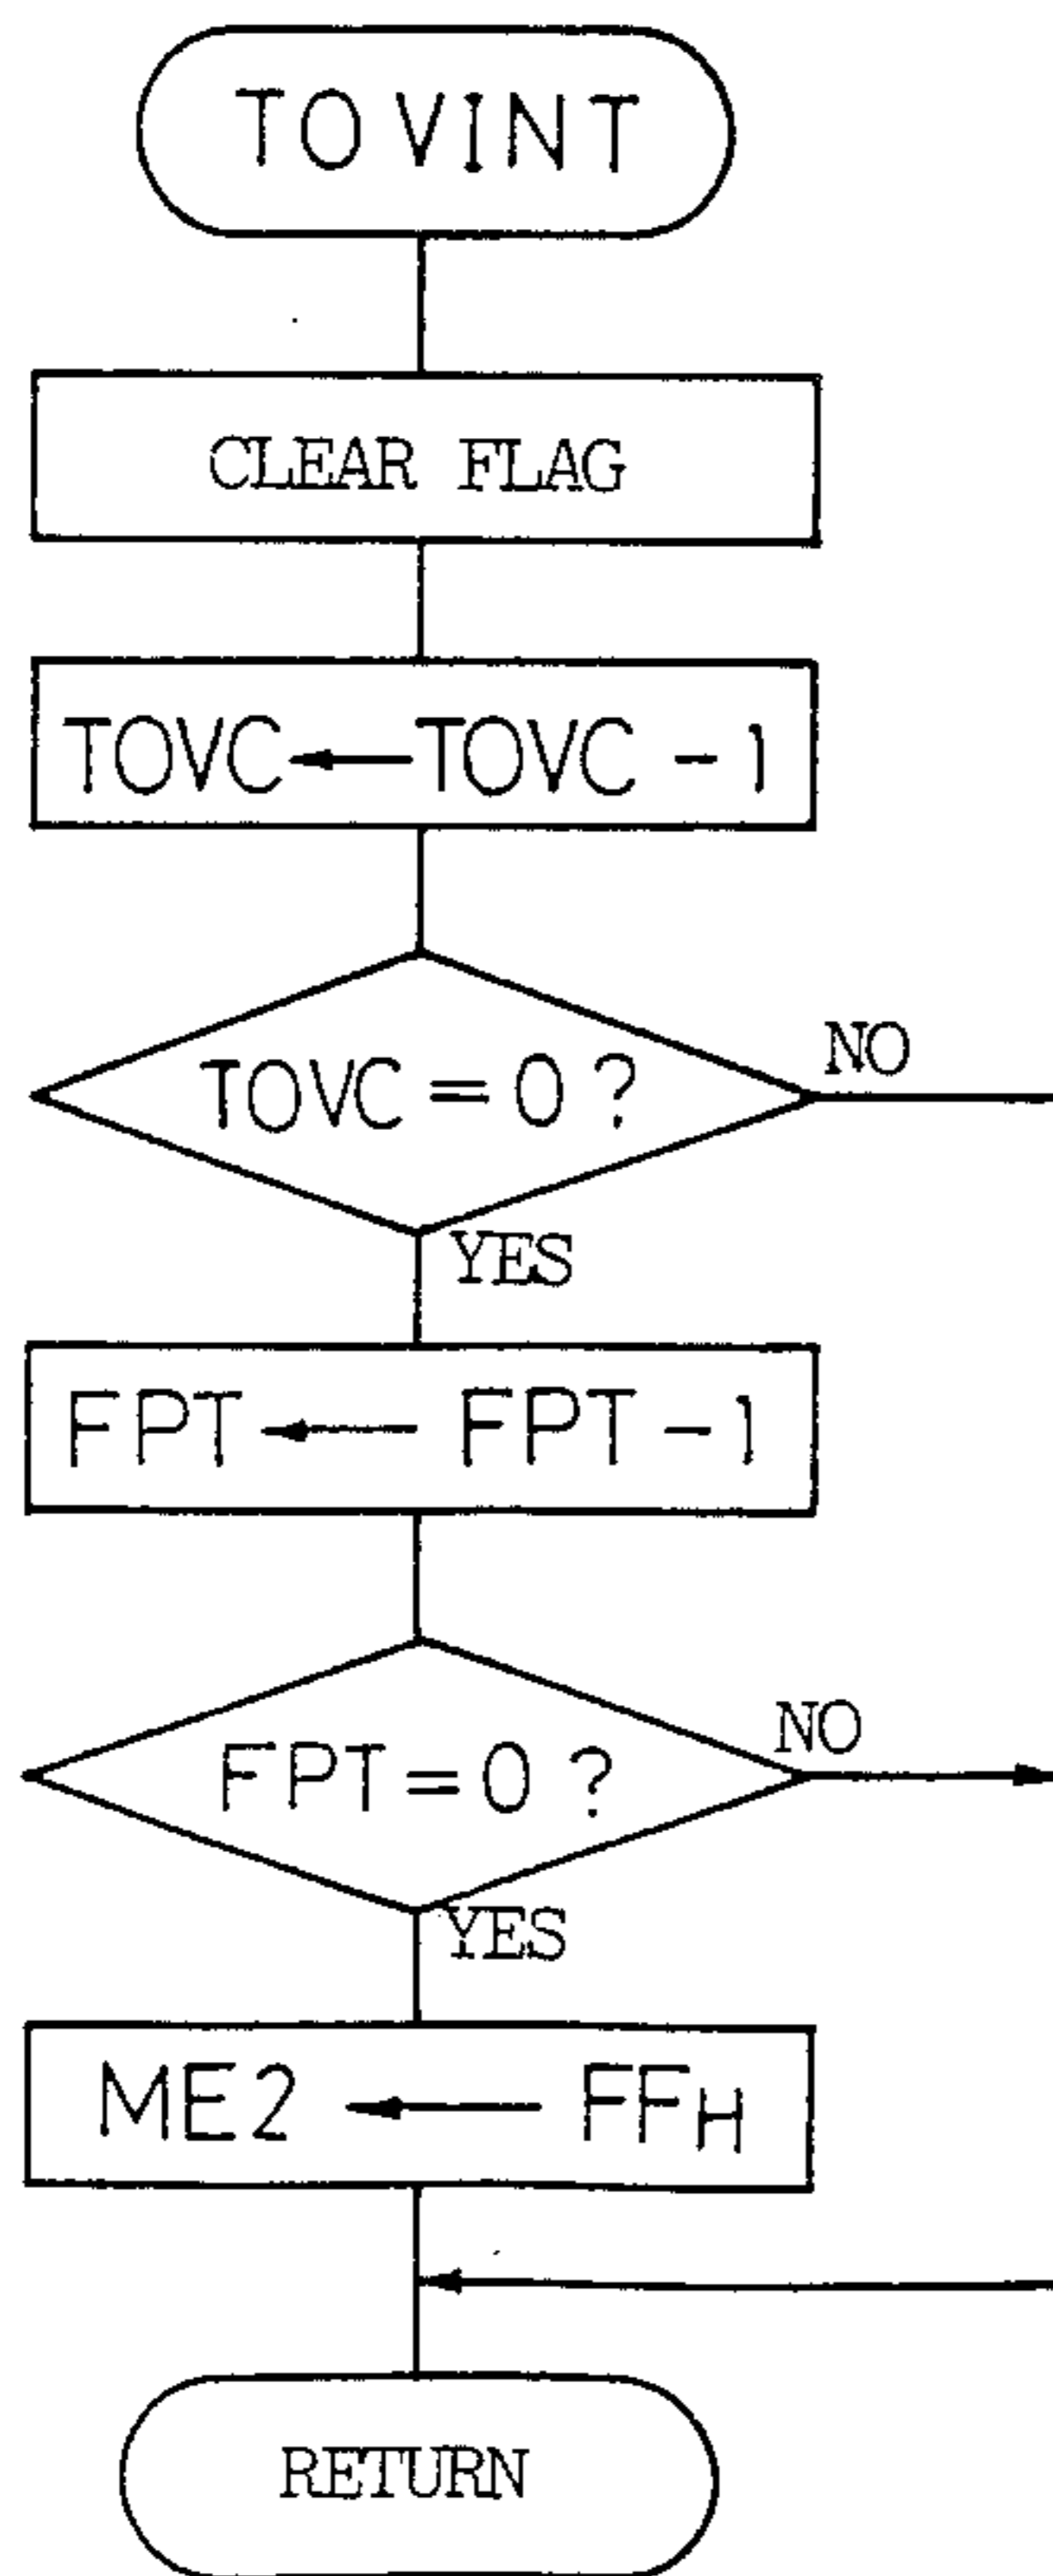 TOVINT
CLEAR FLAG
TOVC ← TOVC - 1
TOVC = 0 ?
NO
YES
FPT ← FPT - 1
FPT = 0 ?
NO
YES
ME2 ← FFH
RETURN